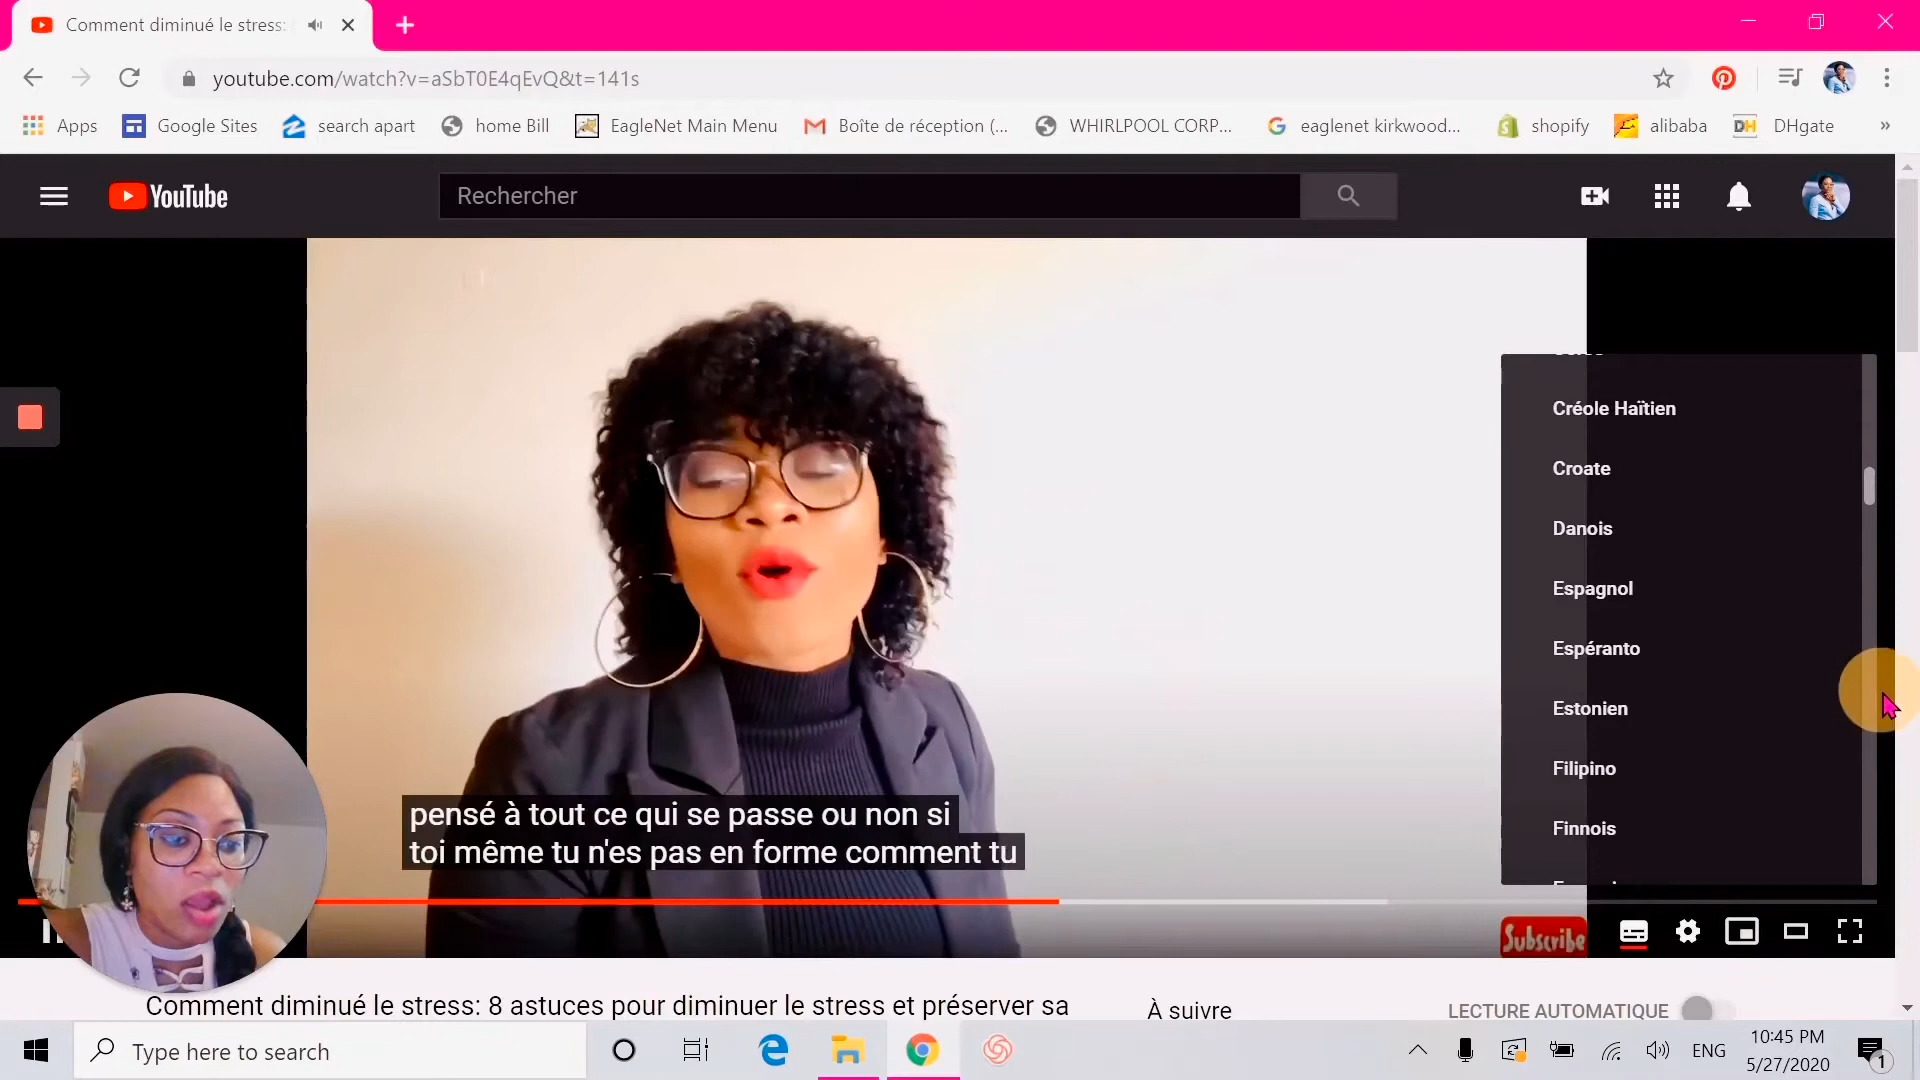 Comment diminué le stress:
youtube.com/watch?v=aSbT0E4qEvQ&t=141s
Apps
Google Sites
search apart
home Bill
EagleNet Main Menu
Boîte de réception (...
WHIRLPOOL CORP...
eaglenet kirkwood...
shopify
alibaba
DH
DHgate
YouTube
Rechercher
Créole Haïtien
Croate
Danois
Espagnol
Espéranto
Estonien
Filipino
Finnois
pensé à tout ce qui se passe ou non si
toi même tu n'es pas en forme comment tu
Subscribe
Comment diminué le stress: 8 astuces pour diminuer le stress et préserver sa
À suivre
LECTURE AUTOMATIQUE
Type here to search
ENG
10:45 PM
5/27/2020
1